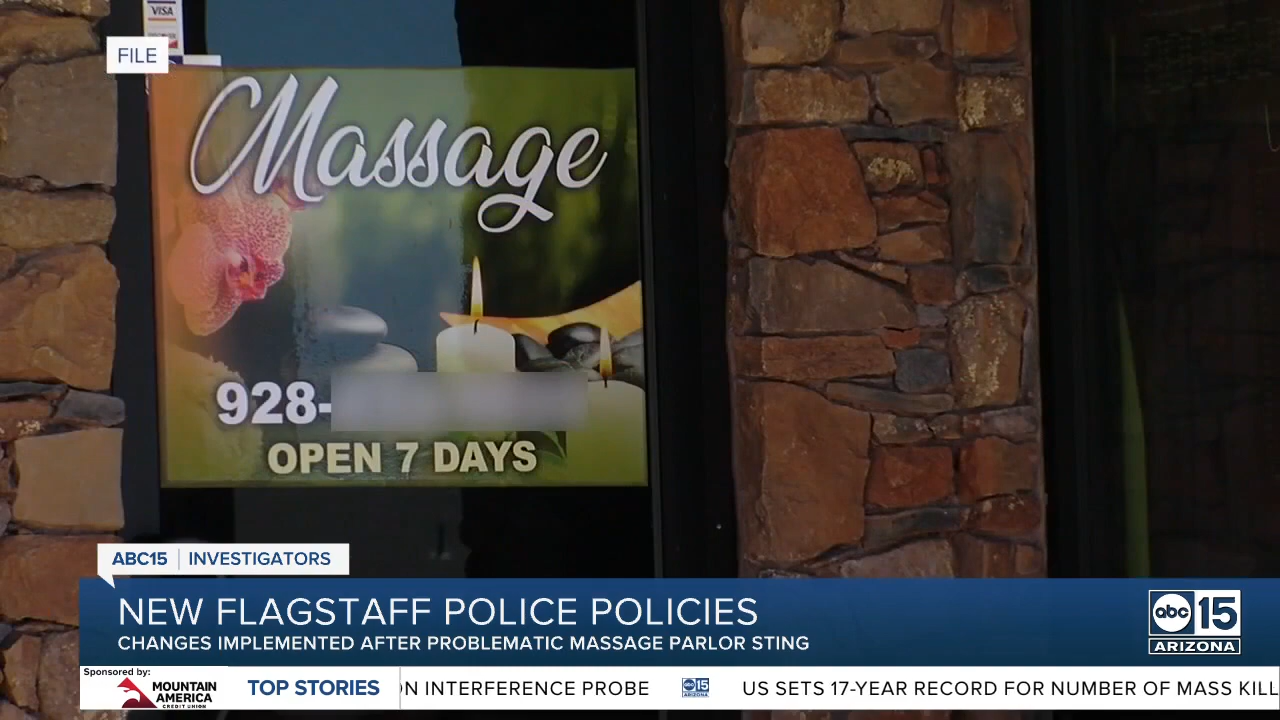 VISA
FILE
Massage
928-
OPEN 7 DAYS
ABC15 | INVESTIGATORS
NEW FLAGSTAFF POLICE POLICIES
CHANGES IMPLEMENTED AFTER PROBLEMATIC MASSAGE PARLOR STING
abc 15
ARIZONA
Sponsored by:
MOUNTAIN
AMERICA
CREDIT UNION
TOP STORIES
N INTERFERENCE PROBE
abc 15
ARIZONA
US SETS 17-YEAR RECORD FOR NUMBER OF MASS KILL